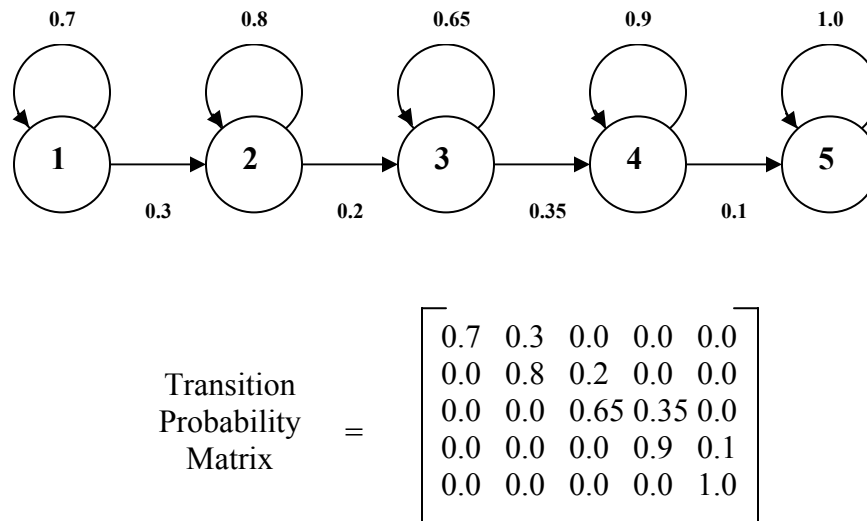 0.7 0.8 0.65 0.9 1.0
1 2 3 4 5
0.3 0.2 0.35 0.1
0.7 0.3 0.0 0.0 0.0
0.0 0.8 0.2 0.0 0.0
0.0 0.0 0.65 0.35 0.0
0.0 0.0 0.0 0.9 0.1
0.0 0.0 0.0 0.0 1.0
Transition
Probability
Matrix
=